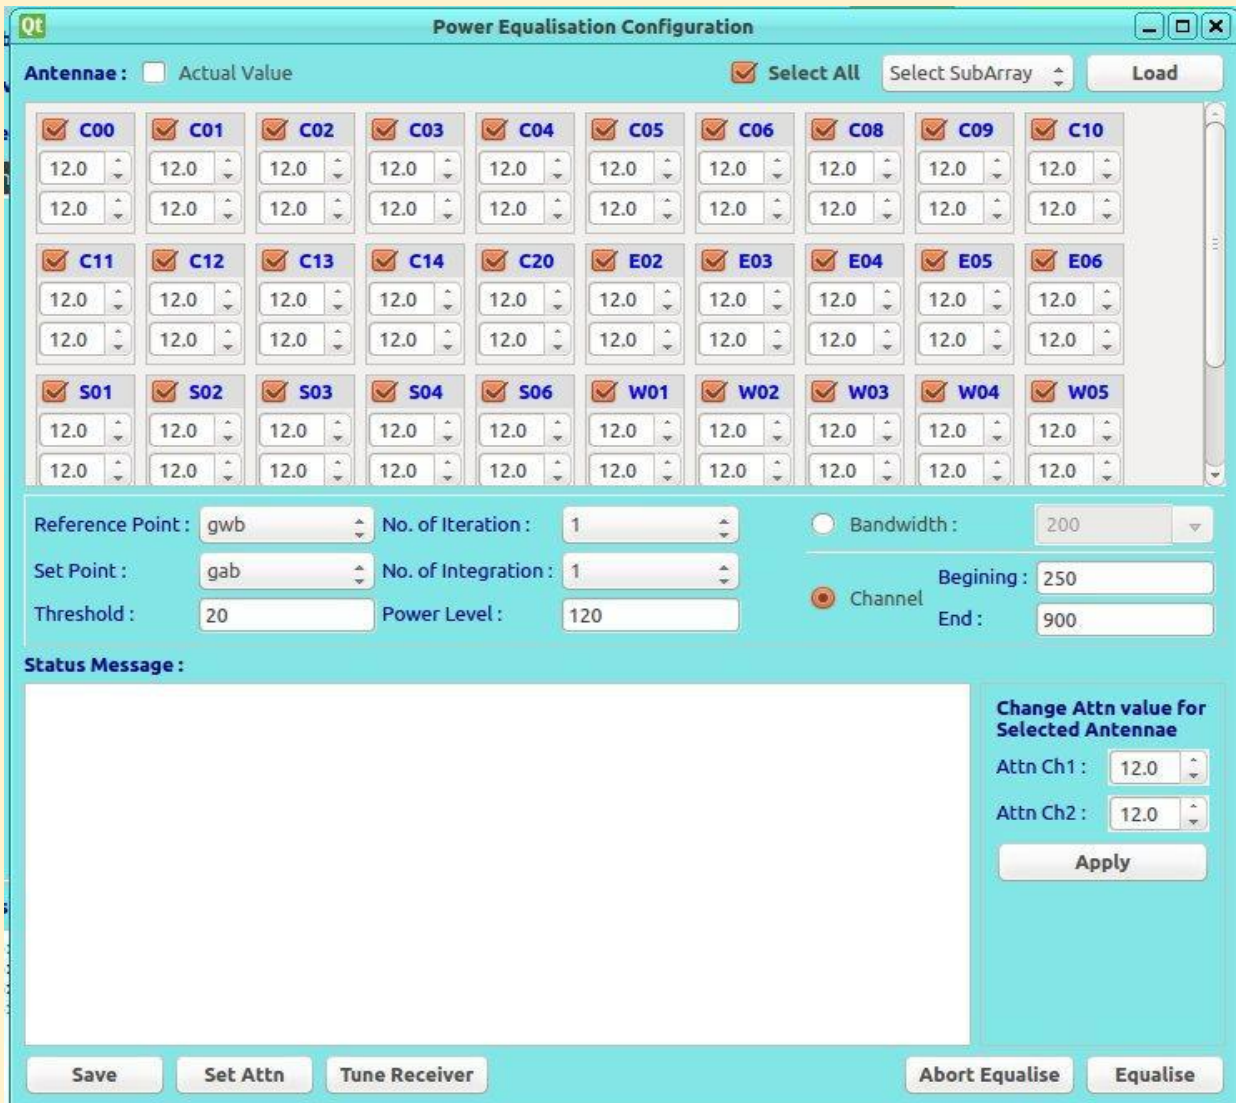 Qt Power Equalisation Configuration
Antennae : Actual Value Select All Select SubArray Load
C00 C01 C02 C03 C04 C05 C06 C08 C09 C10
12.0 12.0 12.0 12.0 12.0 12.0 12.0 12.0 12.0 12.0
12.0 12.0 12.0 12.0 12.0 12.0 12.0 12.0 12.0 12.0
C11 C12 C13 C14 C20 E02 E03 E04 E05 E06
12.0 12.0 12.0 12.0 12.0 12.0 12.0 12.0 12.0 12.0
12.0 12.0 12.0 12.0 12.0 12.0 12.0 12.0 12.0 12.0
S01 S02 S03 S04 S06 W01 W02 W03 W04 W05
12.0 12.0 12.0 12.0 12.0 12.0 12.0 12.0 12.0 12.0
12.0 12.0 12.0 12.0 12.0 12.0 12.0 12.0 12.0 12.0
Reference Point : gwb No. of Iteration : 1 Bandwidth : 200
Set Point : gab No. of Integration : 1
Threshold : 20 Power Level : 120
Channel
Begining : 250
End : 900
Status Message :
Change Attn value for
Selected Antennae
Attn Ch1 : 12.0
Attn Ch2 : 12.0
Apply
Save Set Attn Tune Receiver Abort Equalise Equalise